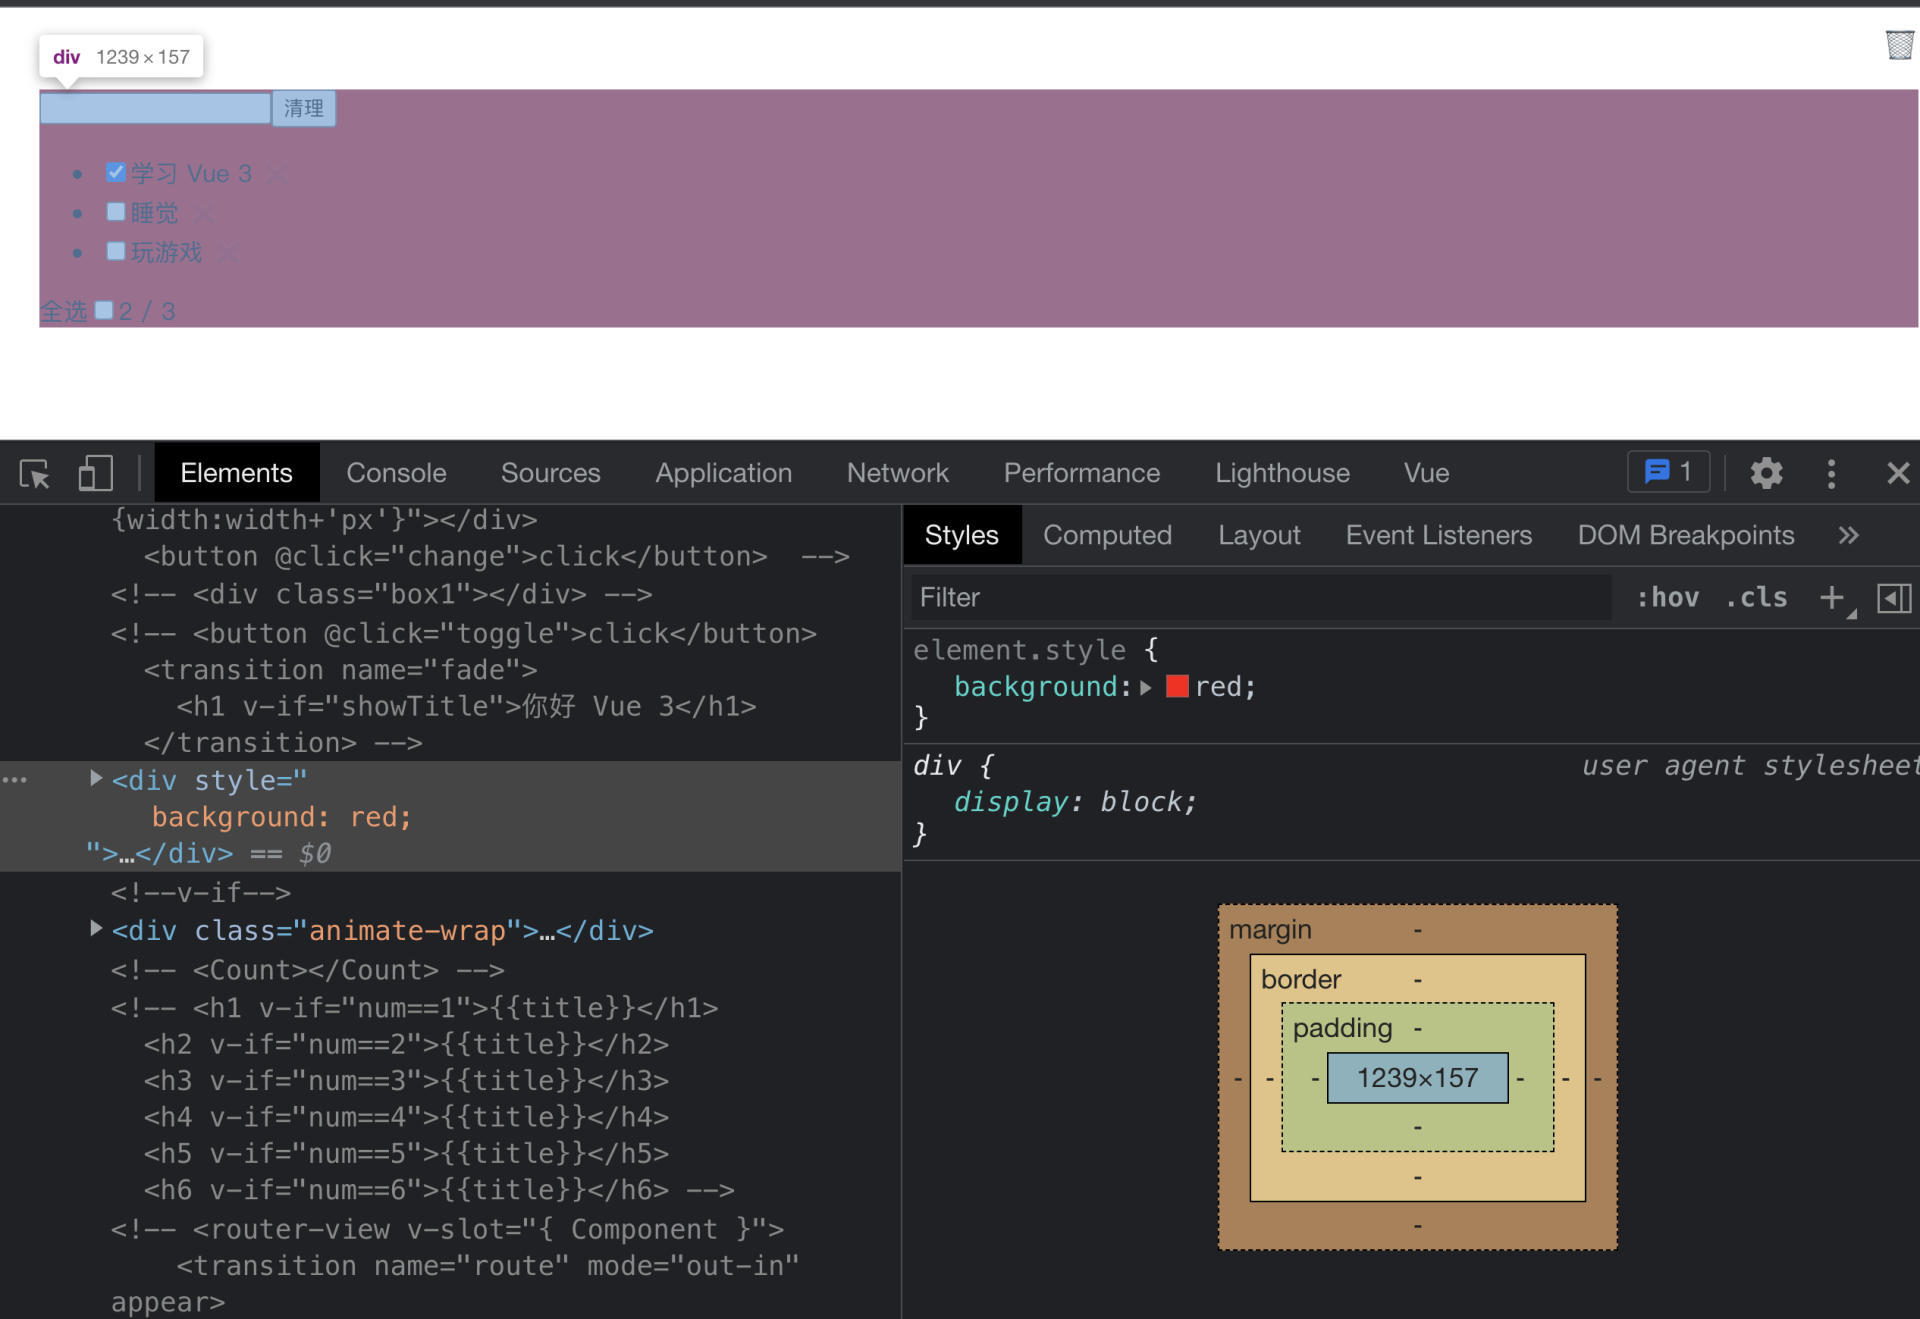 div 1239 × 157
清理
学习 Vue 3
睡觉
玩游戏
全选 2 / 3
Elements Console Sources Application Network Performance Lighthouse Vue 1
{width:width+'px'}"></div>
<button @click="change">click</button> -->
<!-- <div class="box1"></div> -->
<!-- <button @click="toggle">click</button>
<transition name="fade">
<h1 v-if="showTitle">你好 Vue 3</h1>
</transition> -->
<div style="
background: red;
">…</div> == $0
<!--v-if-->
<div class="animate-wrap">…</div>
<!-- <Count></Count> -->
<!-- <h1 v-if="num==1">{{title}}</h1>
<h2 v-if="num==2">{{title}}</h2>
<h3 v-if="num==3">{{title}}</h3>
<h4 v-if="num==4">{{title}}</h4>
<h5 v-if="num==5">{{title}}</h5>
<h6 v-if="num==6">{{title}}</h6> -->
<!-- <router-view v-slot="{ Component }">
<transition name="route" mode="out-in"
appear>
Styles Computed Layout Event Listeners DOM Breakpoints
Filter :hov .cls
element.style {
background: red;
}
div { user agent stylesheet
display: block;
}
margin -
border -
padding -
- - - 1239×157 - - -
-
-
-